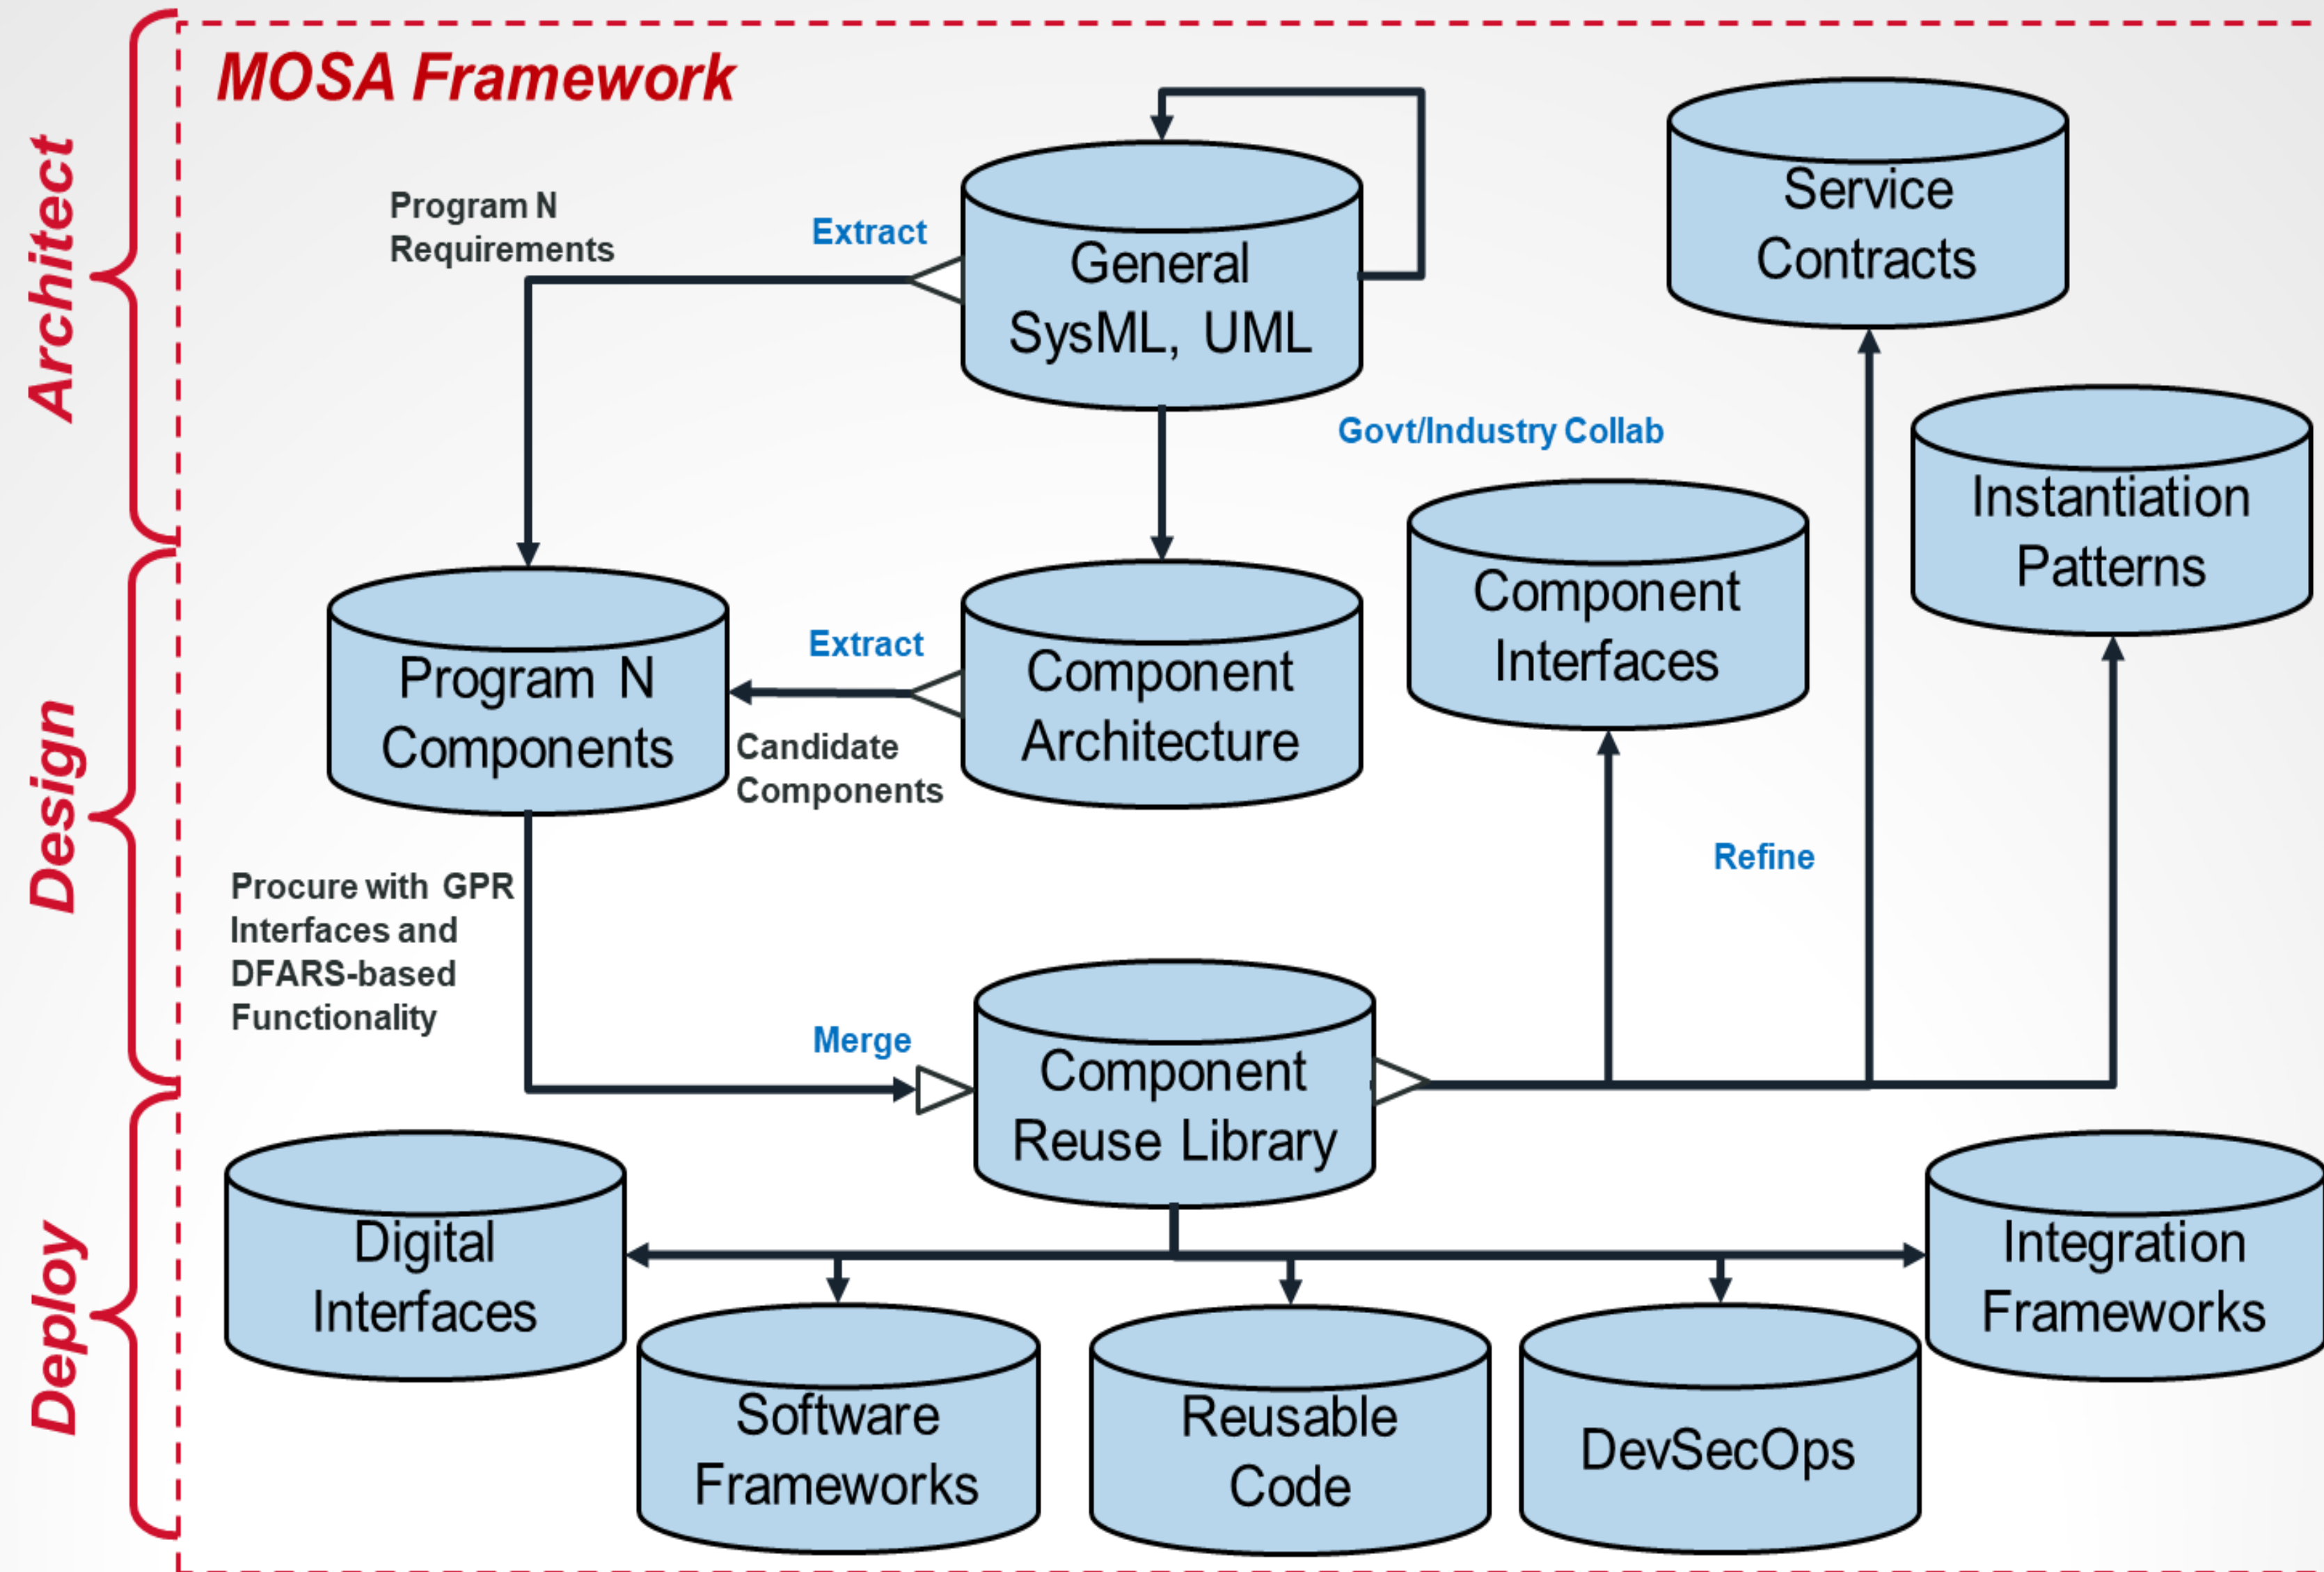 MOSA Framework
Architect
Program N
Requirements
Extract
General
SysML, UML
Service
Contracts
Govt/Industry Collab
Instantiation
Patterns
Component
Interfaces
Design
Program N
Components
Extract
Candidate
Components
Component
Architecture
Refine
Procure with GPR
Interfaces and
DFARS-based
Functionality
Merge
Component
Reuse Library
Deploy
Digital
Interfaces
Software
Frameworks
Reusable
Code
DevSecOps
Integration
Frameworks